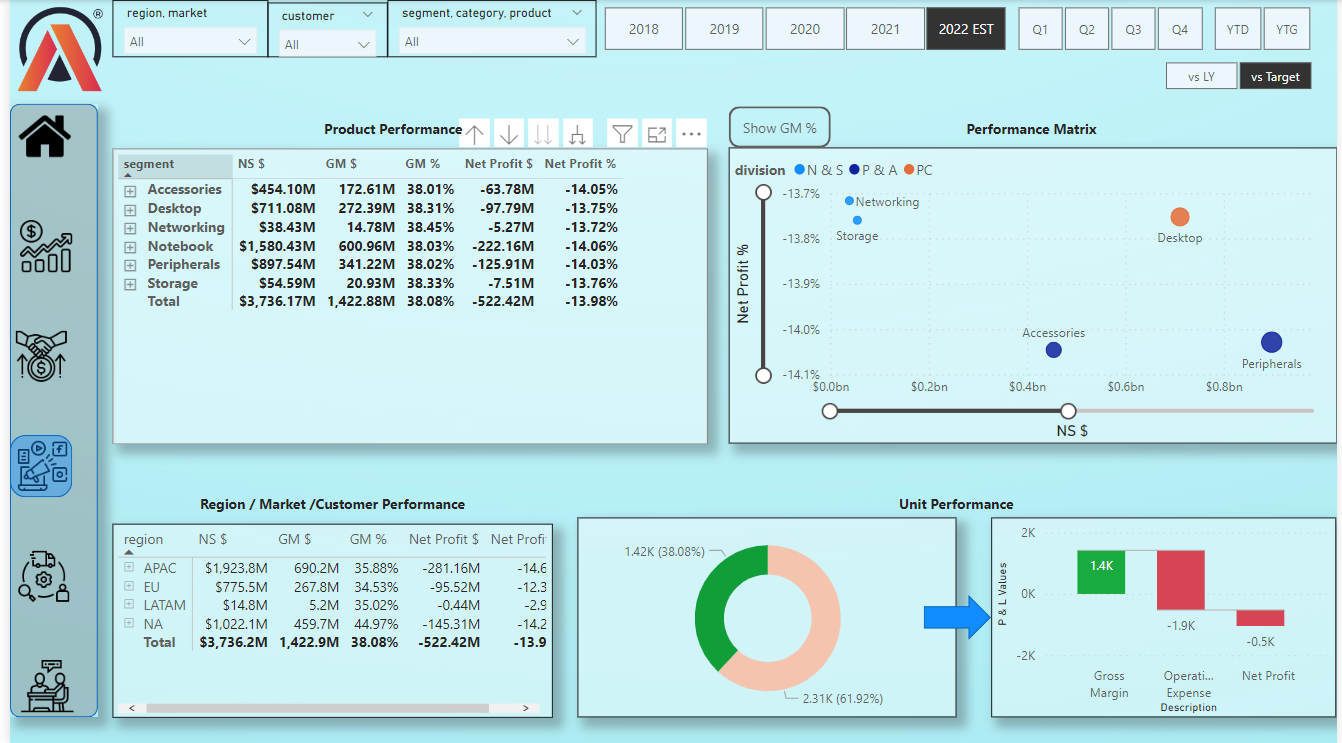 ®
region, market
All
customer
All
segment, category, product
All
2018 2019 2020 2021 2022 EST Q1 Q2 Q3 Q4 YTD YTG
vs LY vs Target
Product Performance
segment NS $ GM $ GM % Net Profit $ Net Profit %
Accessories $454.10M 172.61M 38.01% -63.78M -14.05%
Desktop $711.08M 272.39M 38.31% -97.79M -13.75%
Networking $38.43M 14.78M 38.45% -5.27M -13.72%
Notebook $1,580.43M 600.96M 38.03% -222.16M -14.06%
Peripherals $897.54M 341.22M 38.02% -125.91M -14.03%
Storage $54.59M 20.93M 38.33% -7.51M -13.76%
Total $3,736.17M 1,422.88M 38.08% -522.42M -13.98%
Show GM %
Performance Matrix
division N & S P & A PC
Net Profit %
-13.7%
-13.8%
-13.9%
-14.0%
-14.1%
Networking
Storage
Desktop
Accessories
Peripherals
$0.0bn $0.2bn $0.4bn $0.6bn $0.8bn
NS $
Region / Market /Customer Performance
region NS $ GM $ GM % Net Profit $ Net Profi
APAC $1,923.8M 690.2M 35.88% -281.16M -14.6
EU $775.5M 267.8M 34.53% -95.52M -12.3
LATAM $14.8M 5.2M 35.02% -0.44M -2.9
NA $1,022.1M 459.7M 44.97% -145.31M -14.2
Total $3,736.2M 1,422.9M 38.08% -522.42M -13.9
Unit Performance
1.42K (38.08%)
2.31K (61.92%)
P & L Values
2K
0K
-2K
1.4K
-1.9K
-0.5K
Gross Margin
Operati... Expense
Net Profit
Description